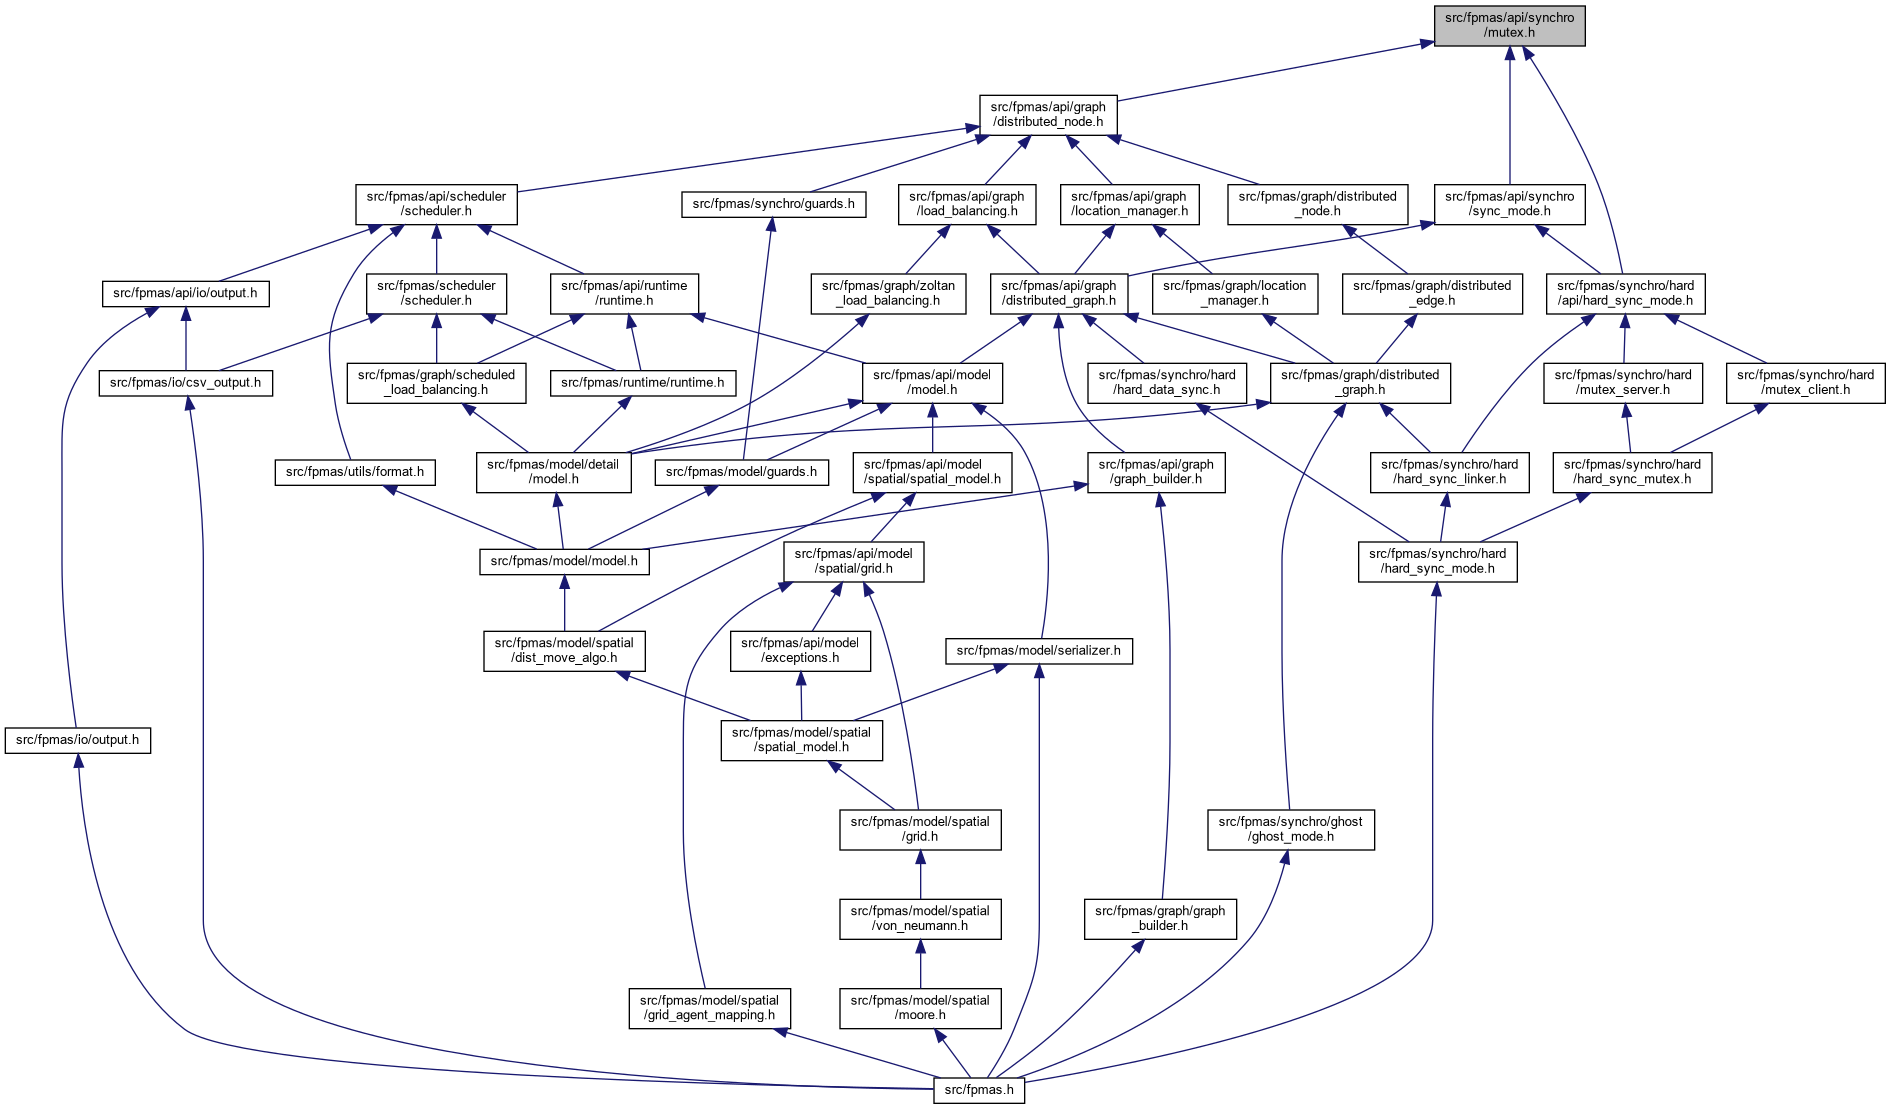 src/fpmas/api/synchro
/mutex.h
src/fpmas/api/graph
/distributed_node.h
src/fpmas/api/scheduler
/scheduler.h
src/fpmas/synchro/guards.h
src/fpmas/api/graph
/load_balancing.h
src/fpmas/api/graph
/location_manager.h
src/fpmas/graph/distributed
_node.h
src/fpmas/api/synchro
/sync_mode.h
src/fpmas/api/io/output.h
src/fpmas/scheduler
/scheduler.h
src/fpmas/api/runtime
/runtime.h
src/fpmas/graph/zoltan
_load_balancing.h
src/fpmas/api/graph
/distributed_graph.h
src/fpmas/graph/location
_manager.h
src/fpmas/graph/distributed
_edge.h
src/fpmas/synchro/hard
/api/hard_sync_mode.h
src/fpmas/io/csv_output.h
src/fpmas/graph/scheduled
_load_balancing.h
src/fpmas/runtime/runtime.h
src/fpmas/api/model
/model.h
src/fpmas/synchro/hard
/hard_data_sync.h
src/fpmas/graph/distributed
_graph.h
src/fpmas/synchro/hard
/mutex_server.h
src/fpmas/synchro/hard
/mutex_client.h
src/fpmas/utils/format.h
src/fpmas/model/detail
/model.h
src/fpmas/model/guards.h
src/fpmas/api/model
/spatial/spatial_model.h
src/fpmas/api/graph
/graph_builder.h
src/fpmas/synchro/hard
/hard_sync_linker.h
src/fpmas/synchro/hard
/hard_sync_mutex.h
src/fpmas/model/model.h
src/fpmas/api/model
/spatial/grid.h
src/fpmas/synchro/hard
/hard_sync_mode.h
src/fpmas/model/spatial
/dist_move_algo.h
src/fpmas/api/model
/exceptions.h
src/fpmas/model/serializer.h
src/fpmas/io/output.h
src/fpmas/model/spatial
/spatial_model.h
src/fpmas/model/spatial
/grid.h
src/fpmas/synchro/ghost
/ghost_mode.h
src/fpmas/model/spatial
/von_neumann.h
src/fpmas/graph/graph
_builder.h
src/fpmas/model/spatial
/grid_agent_mapping.h
src/fpmas/model/spatial
/moore.h
src/fpmas.h